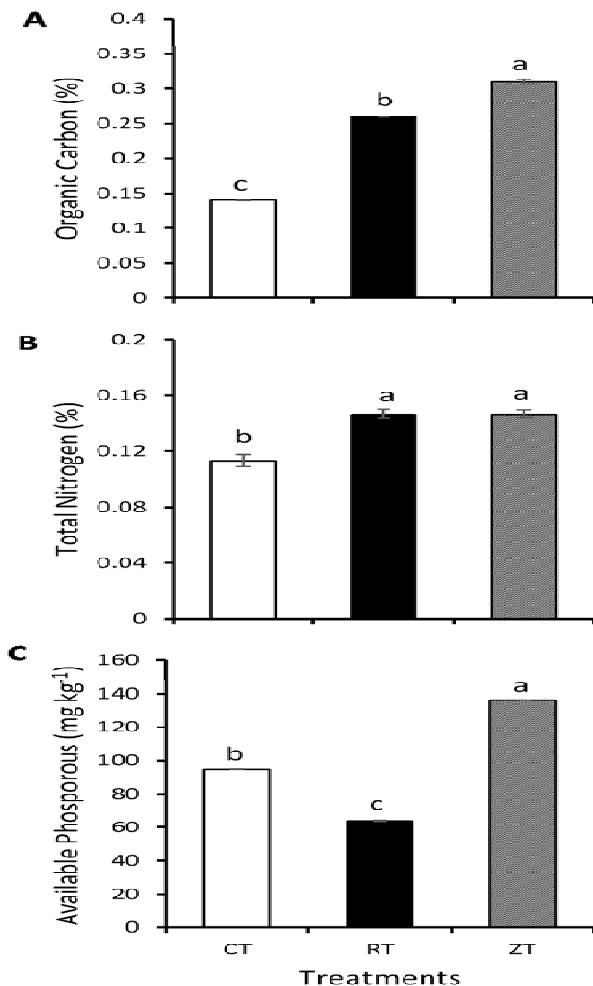 A
Organic Carbon (%)
0.4
0.35
0.3
0.25
0.2
0.15
0.1
0.05
0
c
b
a
B
Total Nitrogen (%)
0.2
0.16
0.12
0.08
0.04
0
b
a
a
C
Available Phosporous (mg kg-1)
160
140
120
100
80
60
40
20
0
b
c
a
CT RT ZT
Treatments